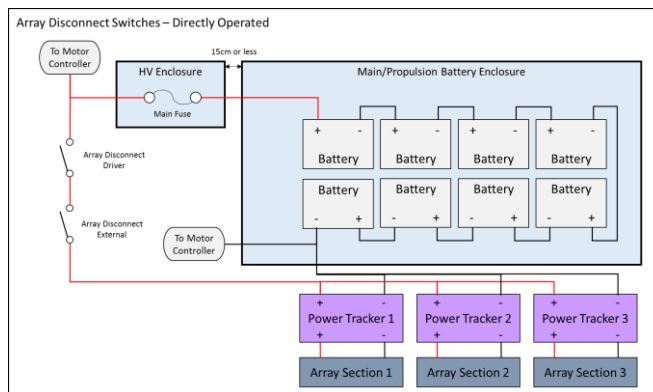 Array Disconnect Switches – Directly Operated
To Motor
Controller
15cm or less
HV Enclosure
Main/Propulsion Battery Enclosure
Main Fuse
+ - + - + - + -
Battery Battery Battery Battery
Array Disconnect
Driver
Battery Battery Battery Battery
- + - + - + - +
Array Disconnect
External
To Motor
Controller
+ - + - + -
Power Tracker 1 Power Tracker 2 Power Tracker 3
+ - + - + -
Array Section 1 Array Section 2 Array Section 3